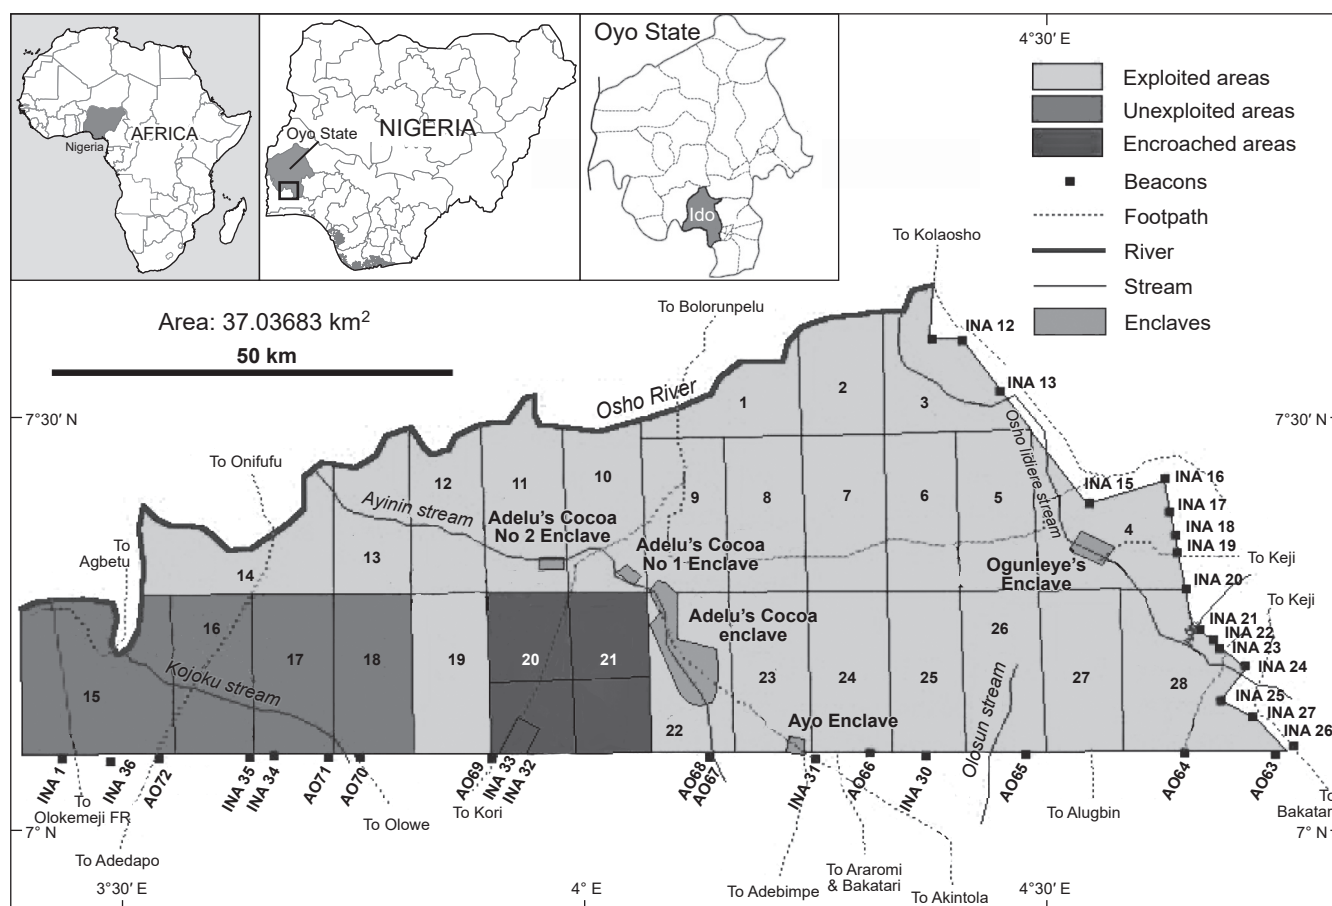 AFRICA
Nigeria
Oyo State
NIGERIA
Oyo State
Ido
4°30′ E
Exploited areas
Unexploited areas
Encroached areas
Beacons
Footpath
River
Stream
Enclaves
Area: 37.03683 km2
50 km
To Kolaosho
To Bolorunpelu
INA 12
INA 13
Osho River
1
2
3
7°30′ N
7°30′ N
To Onifufu
Ayinin stream
12
11
10
9
8
7
6
5
Osho Iidiere stream
INA 15
INA 16
INA 17
INA 18
INA 19
4
To Keji
To
Agbetu
14
13
Adelu's Cocoa
No 2 Enclave
Adelu's Cocoa
No 1 Enclave
Ogunleye's
Enclave
INA 20
To Keji
To Keji
INA 21
INA 22
INA 23
INA 24
INA 25
INA 27
INA 26
Adelu's Cocoa
enclave
15
16
17
18
19
20
21
22
23
24
25
26
27
28
Kojoku stream
Olosun stream
Ayo Enclave
INA 1
INA 36
AO72
INA 35
INA 34
AO71
AO70
AO69
INA 33
INA 32
AO68
AO67
INA 31
AO66
INA 30
AO65
AO64
AO63
To
Olokemeji FR
To Olowe
To Kori
To Alugbin
To
Bakatari
7° N
7° N
To Adedapo
To Adebimpe
To Araromi
& Bakatari
To Akintola
3°30′ E
4° E
4°30′ E